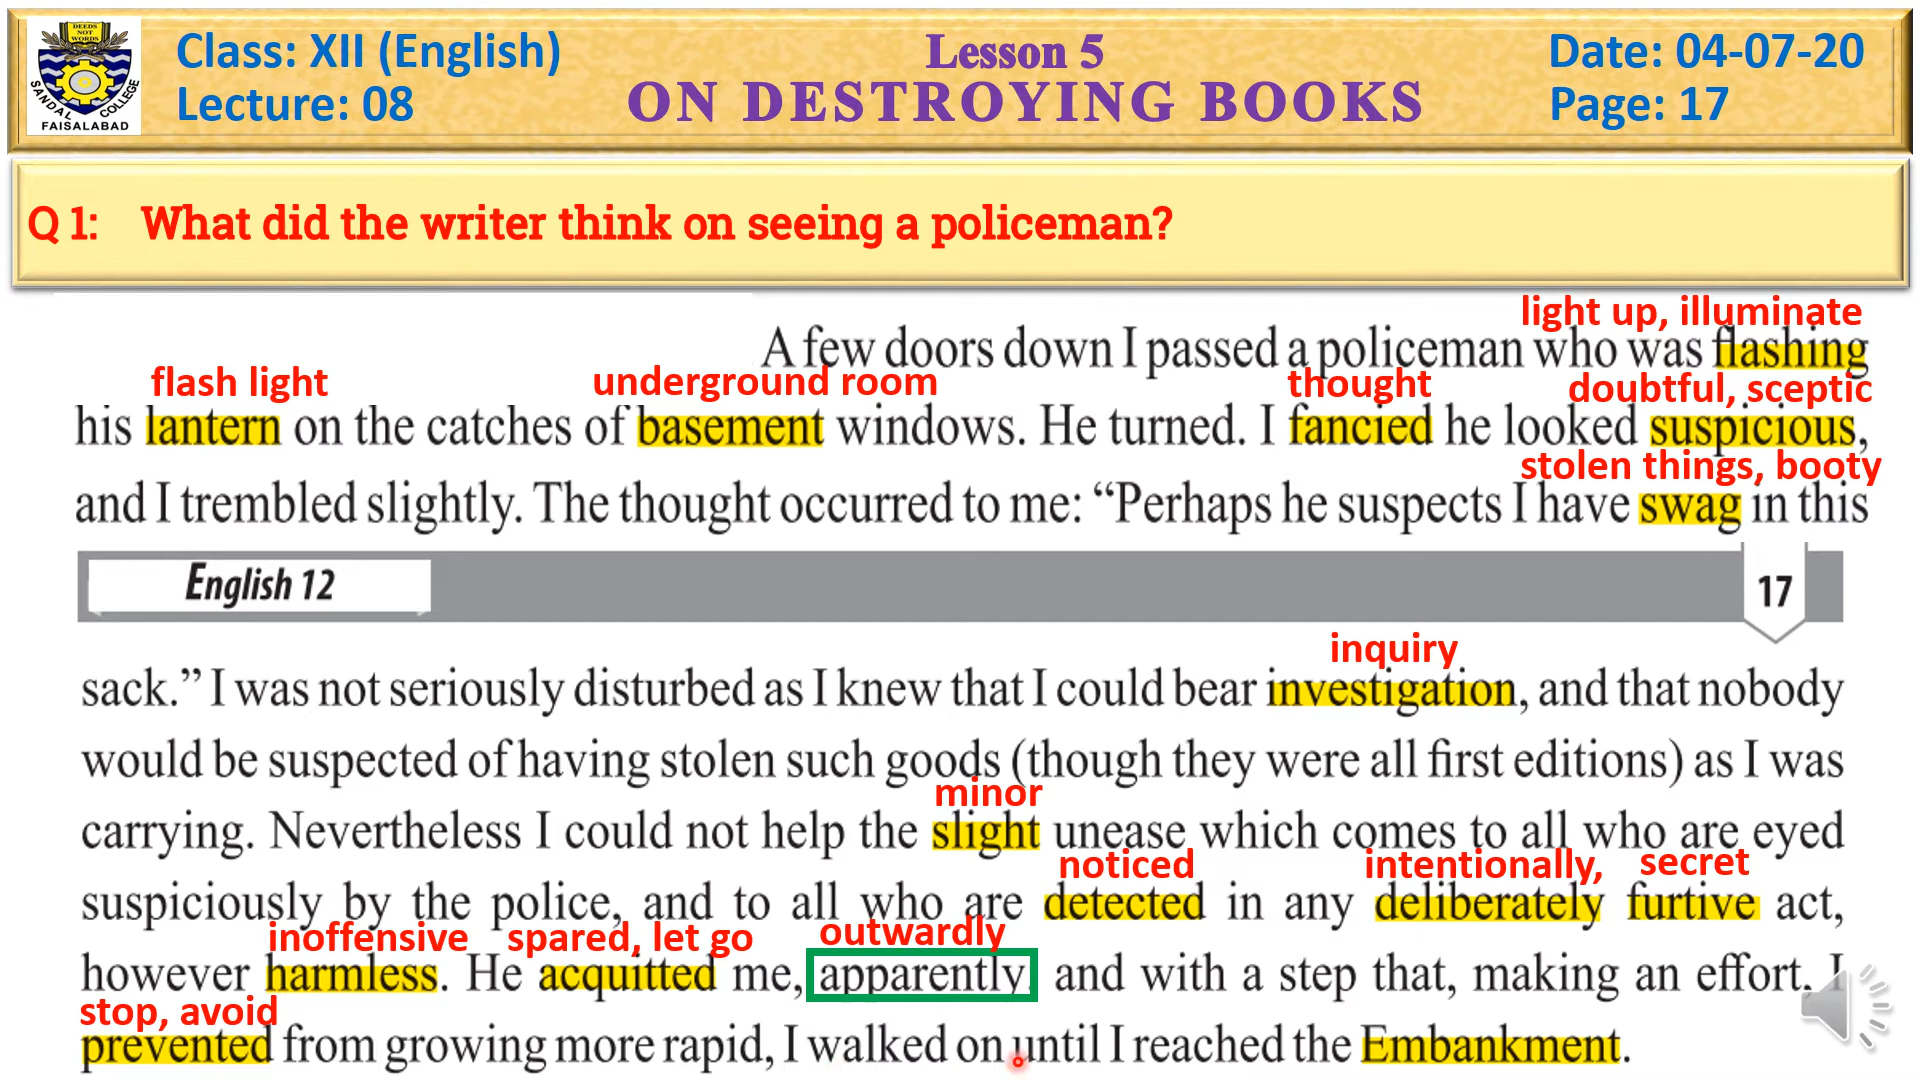 DEEDS
NOT
WORDS
SANDAL COLLEGE
FAISALABAD
Class: XII (English)
Lecture: 08
Lesson 5
ON DESTROYING BOOKS
Date: 04-07-20
Page: 17
Q 1: What did the writer think on seeing a policeman?
light up, illuminate
A few doors down I passed a policeman who was flashing
flash light underground room thought doubtful, sceptic
his lantern on the catches of basement windows. He turned. I fancied he looked suspicious,
stolen things, booty
and I trembled slightly. The thought occurred to me: “Perhaps he suspects I have swag in this
English 12
17
inquiry
sack.” I was not seriously disturbed as I knew that I could bear investigation, and that nobody
would be suspected of having stolen such goods (though they were all first editions) as I was
minor
carrying. Nevertheless I could not help the slight unease which comes to all who are eyed
noticed intentionally, secret
suspiciously by the police, and to all who are detected in any deliberately furtive act,
inoffensive spared, let go outwardly
however harmless. He acquitted me, apparently, and with a step that, making an effort, I
stop, avoid
prevented from growing more rapid, I walked on until I reached the Embankment.